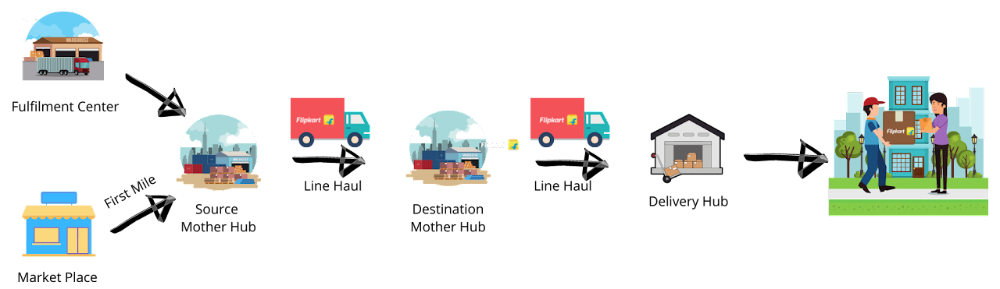 WAREHOUSE
Fulfilment Center
First Mile
Market Place
Source
Mother Hub
Flipkart
Line Haul
Destination
Mother Hub
Flipkart
Line Haul
Delivery Hub
Flipkart